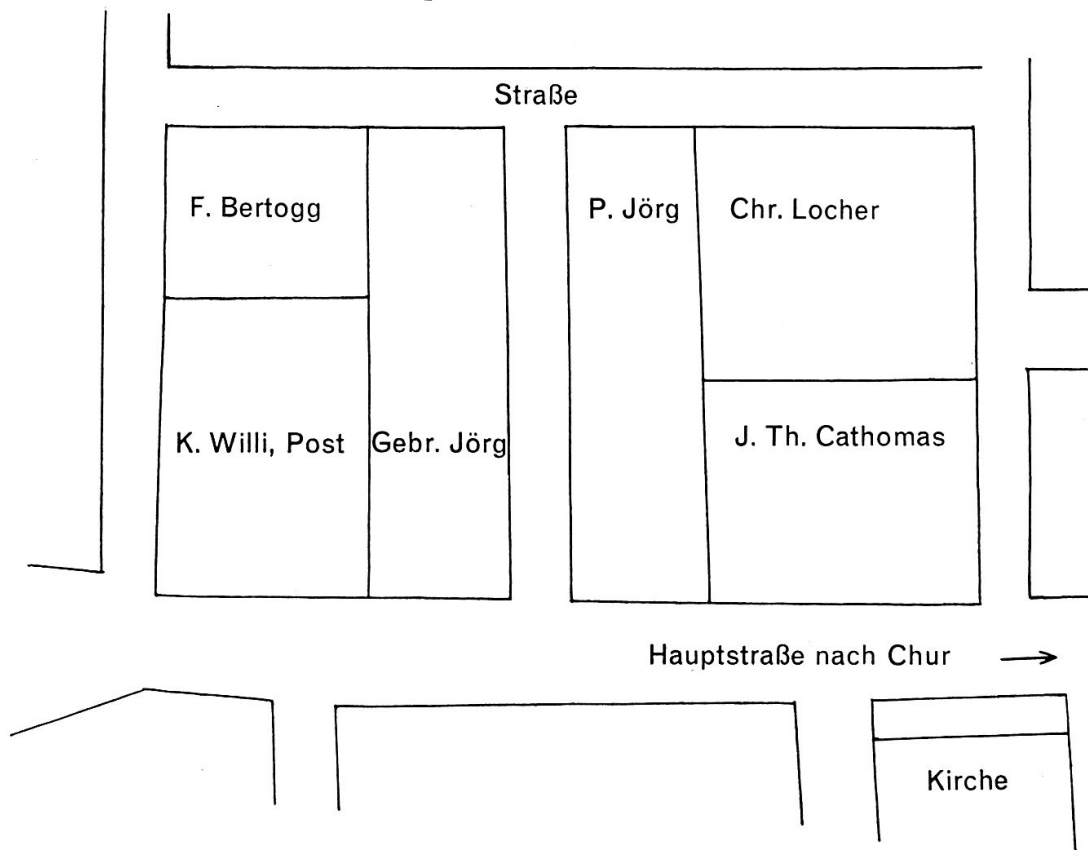 Straße
F. Bertogg
P. Jörg
Chr. Locher
K. Willi, Post
Gebr. Jörg
J. Th. Cathomas
Hauptstraße nach Chur →
Kirche